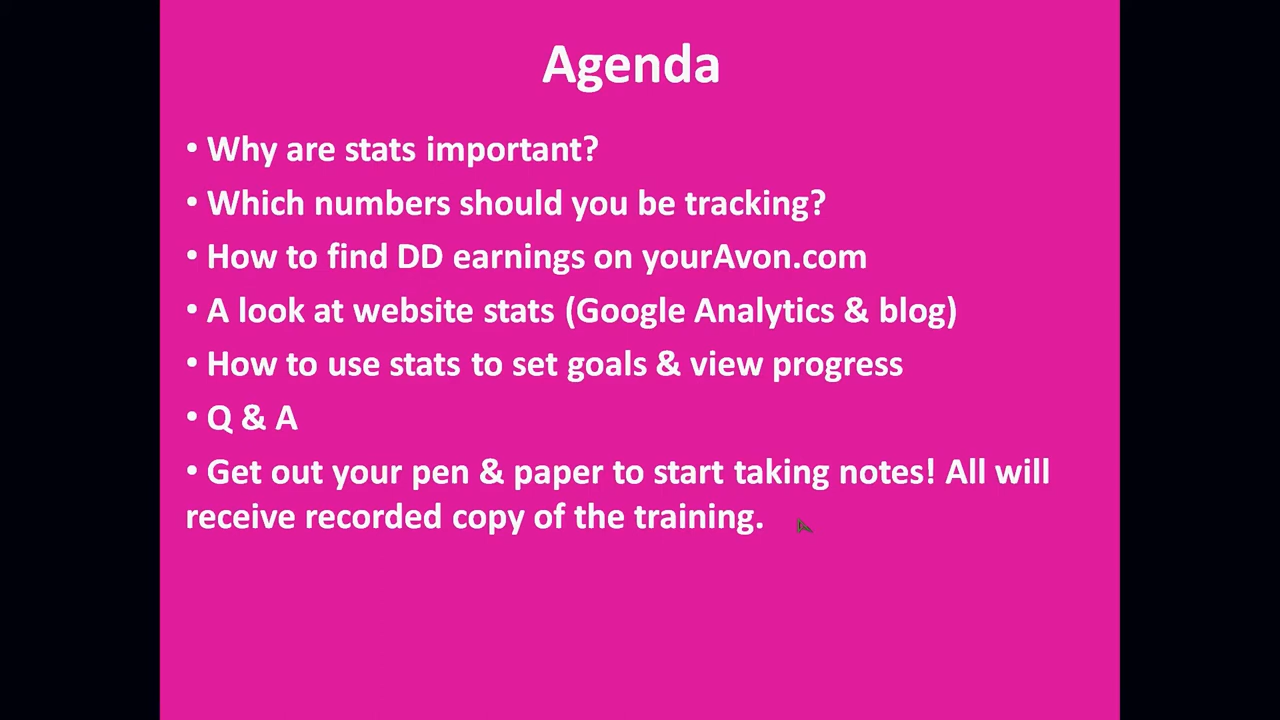 Agenda
• Why are stats important?
• Which numbers should you be tracking?
• How to find DD earnings on yourAvon.com
• A look at website stats (Google Analytics & blog)
• How to use stats to set goals & view progress
• Q & A
• Get out your pen & paper to start taking notes! All will
receive recorded copy of the training.